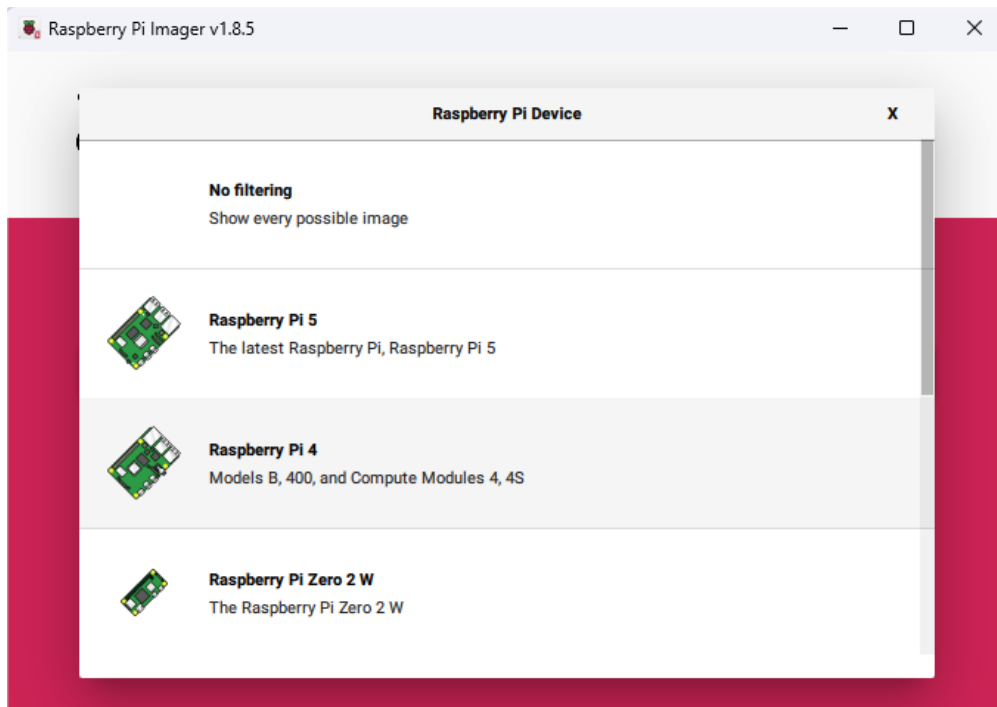 Raspberry Pi Imager v1.8.5
Raspberry Pi Device
X
No filtering
Show every possible image
Raspberry Pi 5
The latest Raspberry Pi, Raspberry Pi 5
Raspberry Pi 4
Models B, 400, and Compute Modules 4, 4S
Raspberry Pi Zero 2 W
The Raspberry Pi Zero 2 W